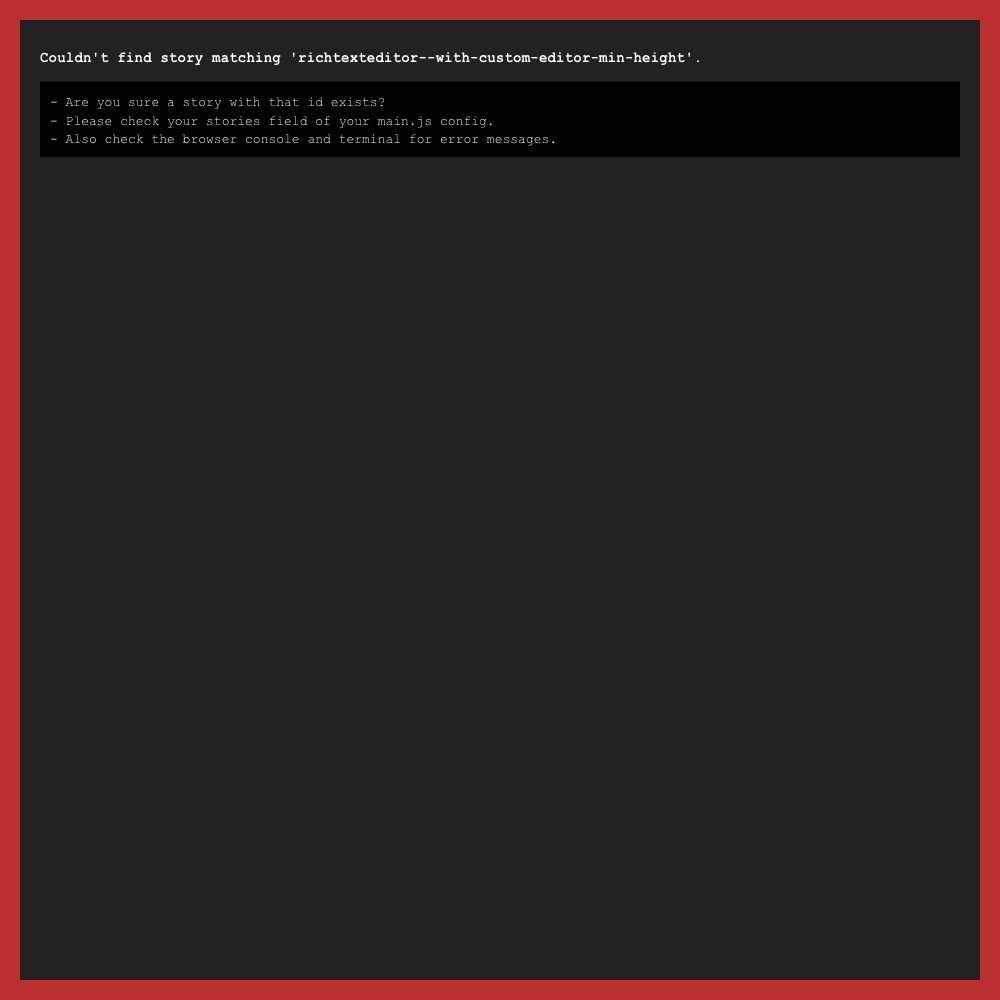 Couldn't find story matching 'richtexteditor--with-custom-editor-min-height'.
- Are you sure a story with that id exists?
- Please check your stories field of your main.js config.
- Also check the browser console and terminal for error messages.